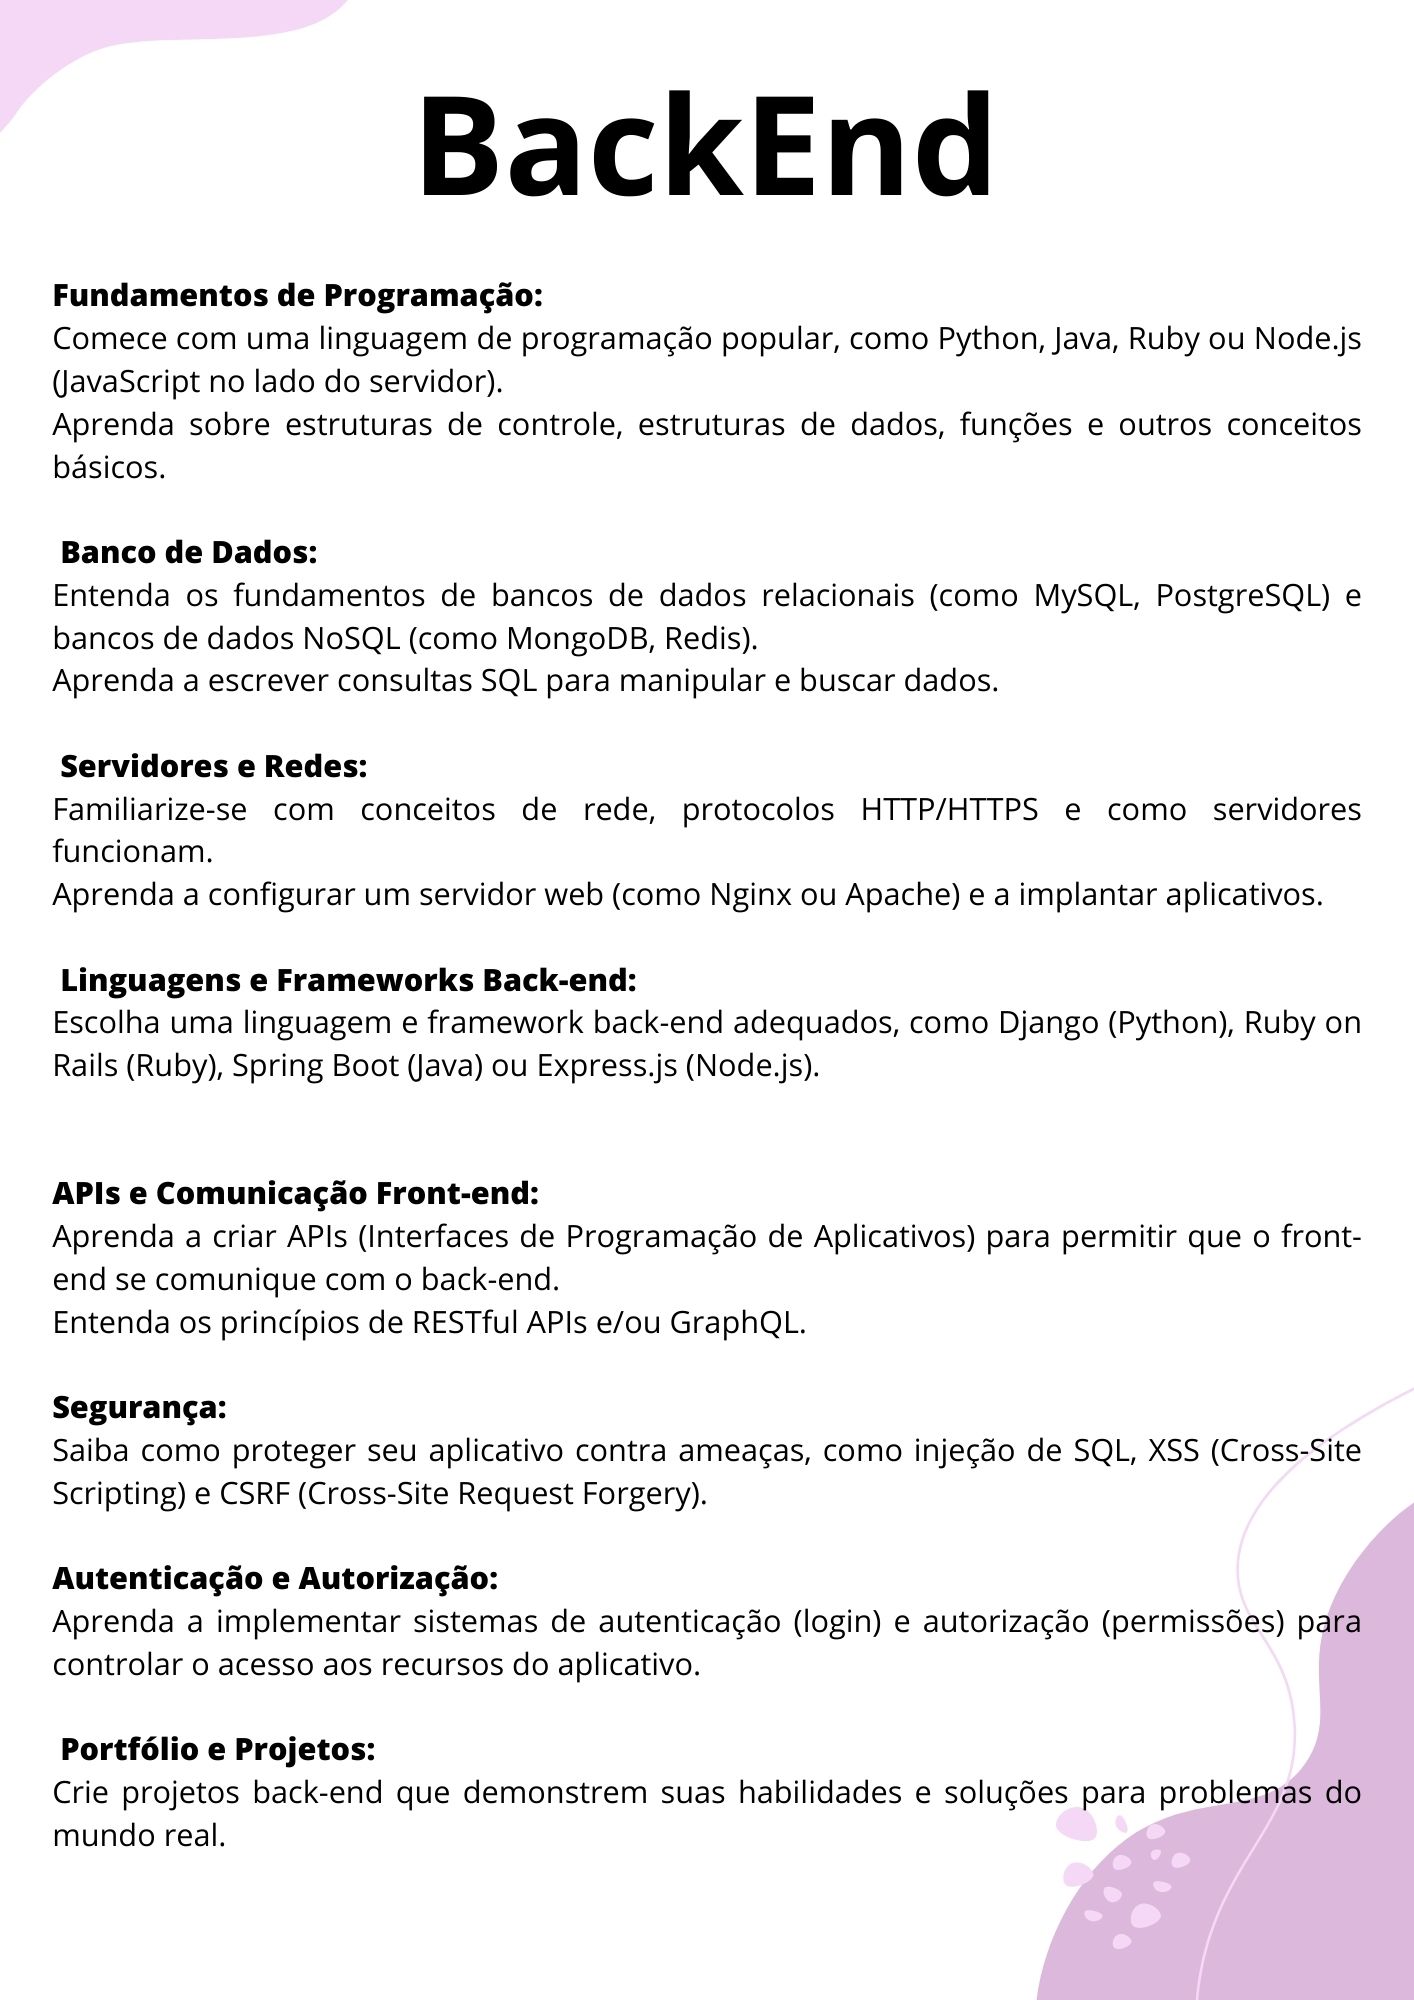 BackEnd
Fundamentos de Programação:
Comece com uma linguagem de programação popular, como Python, Java, Ruby ou Node.js
(JavaScript no lado do servidor).
Aprenda sobre estruturas de controle, estruturas de dados, funções e outros conceitos
básicos.
Banco de Dados:
Entenda os fundamentos de bancos de dados relacionais (como MySQL, PostgreSQL) e
bancos de dados NoSQL (como MongoDB, Redis).
Aprenda a escrever consultas SQL para manipular e buscar dados.
Servidores e Redes:
Familiarize-se com conceitos de rede, protocolos HTTP/HTTPS e como servidores
funcionam.
Aprenda a configurar um servidor web (como Nginx ou Apache) e a implantar aplicativos.
Linguagens e Frameworks Back-end:
Escolha uma linguagem e framework back-end adequados, como Django (Python), Ruby on
Rails (Ruby), Spring Boot (Java) ou Express.js (Node.js).
APIs e Comunicação Front-end:
Aprenda a criar APIs (Interfaces de Programação de Aplicativos) para permitir que o front-
end se comunique com o back-end.
Entenda os princípios de RESTful APIs e/ou GraphQL.
Segurança:
Saiba como proteger seu aplicativo contra ameaças, como injeção de SQL, XSS (Cross-Site
Scripting) e CSRF (Cross-Site Request Forgery).
Autenticação e Autorização:
Aprenda a implementar sistemas de autenticação (login) e autorização (permissões) para
controlar o acesso aos recursos do aplicativo.
Portfólio e Projetos:
Crie projetos back-end que demonstrem suas habilidades e soluções para problemas do
mundo real.